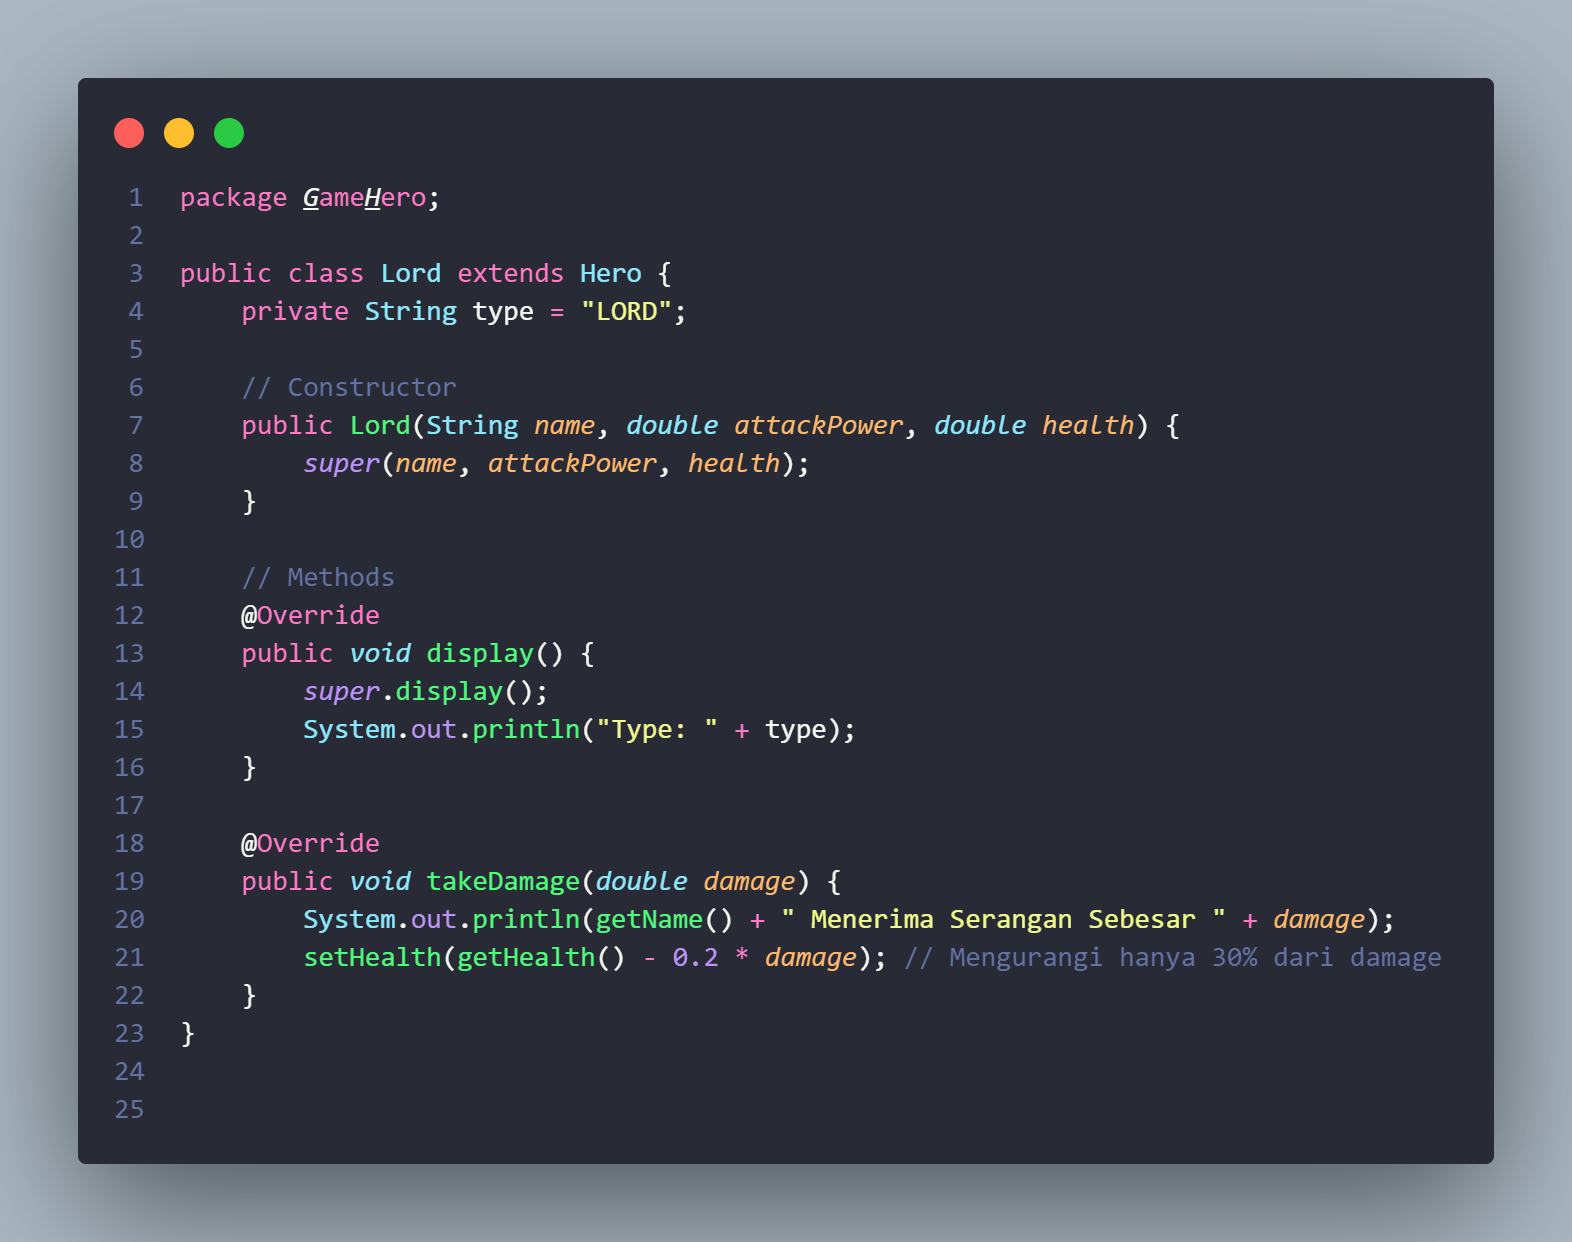 1 package GameHero;
2
3 public class Lord extends Hero {
4     private String type = "LORD";
5
6     // Constructor
7     public Lord(String name, double attackPower, double health) {
8         super(name, attackPower, health);
9     }
10
11     // Methods
12     @Override
13     public void display() {
14         super.display();
15         System.out.println("Type: " + type);
16     }
17
18     @Override
19     public void takeDamage(double damage) {
20         System.out.println(getName() + " Menerima Serangan Sebesar " + damage);
21         setHealth(getHealth() - 0.2 * damage); // Mengurangi hanya 30% dari damage
22     }
23 }
24
25